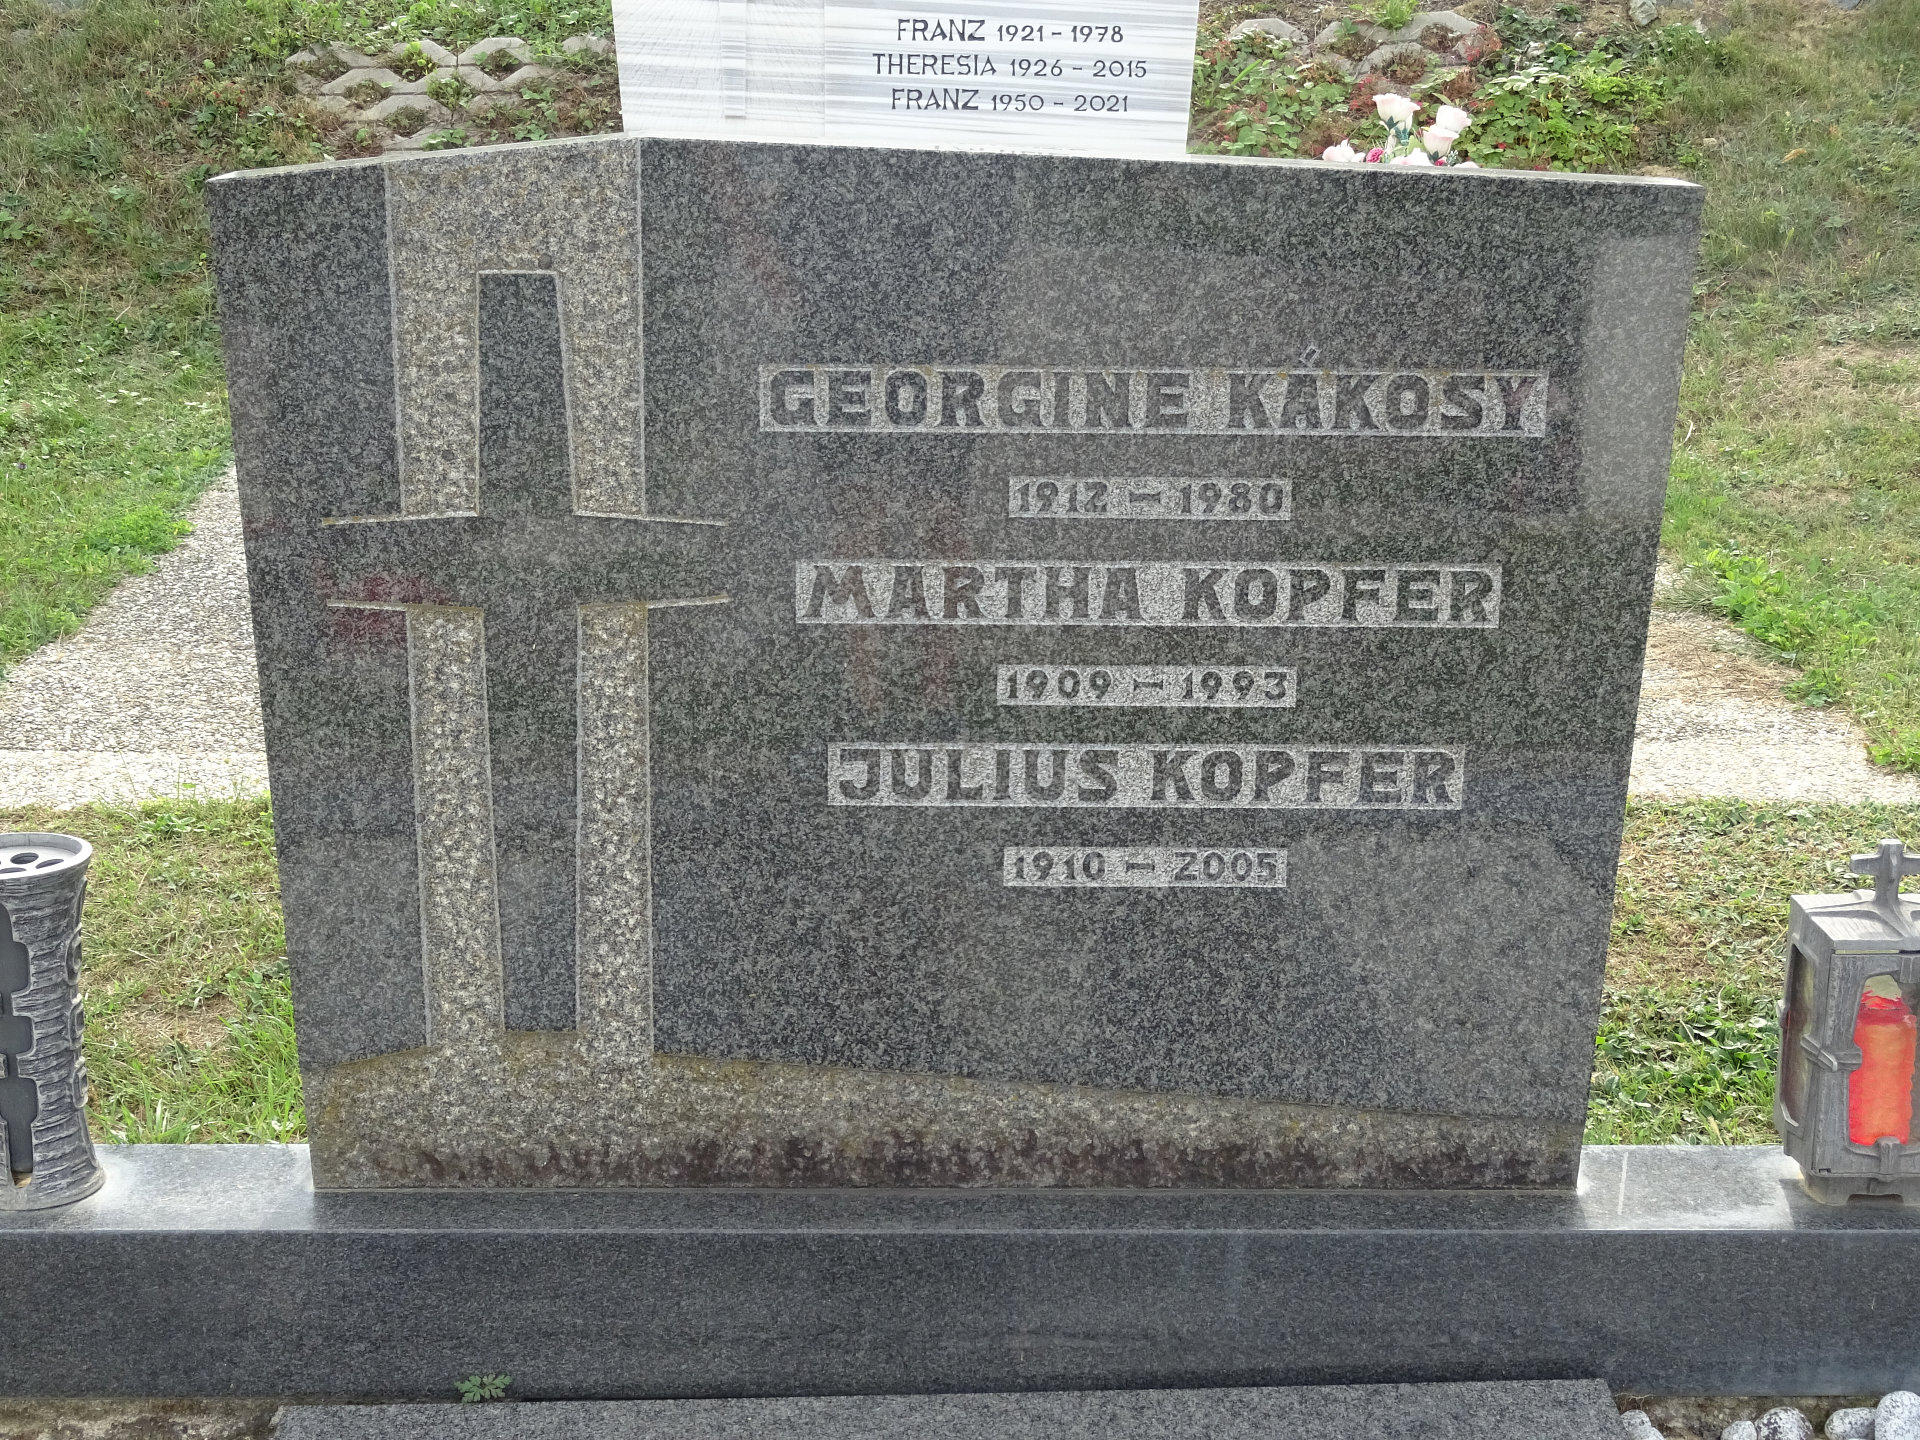 FRANZ 1921 - 1978
THERESIA 1926 - 2015
FRANZ 1950 - 2021
GEORGINE KÁKOSY
1912 - 1980
MARTHA KOPFER
1909 - 1993
JULIUS KOPFER
1910 - 2005